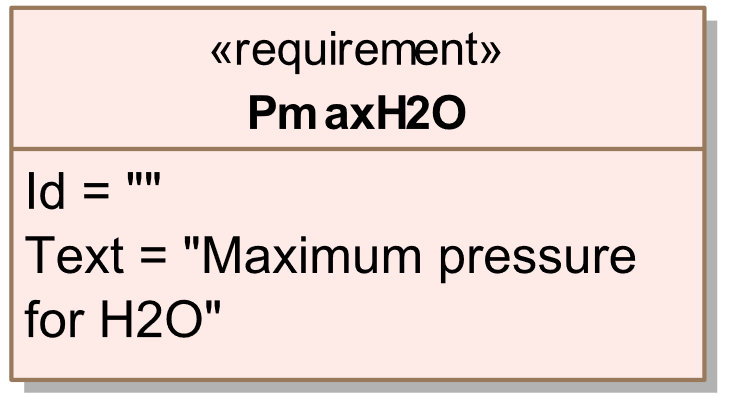 «requirement»
PmaxH2O
Id = ""
Text = "Maximum pressure
for H2O"